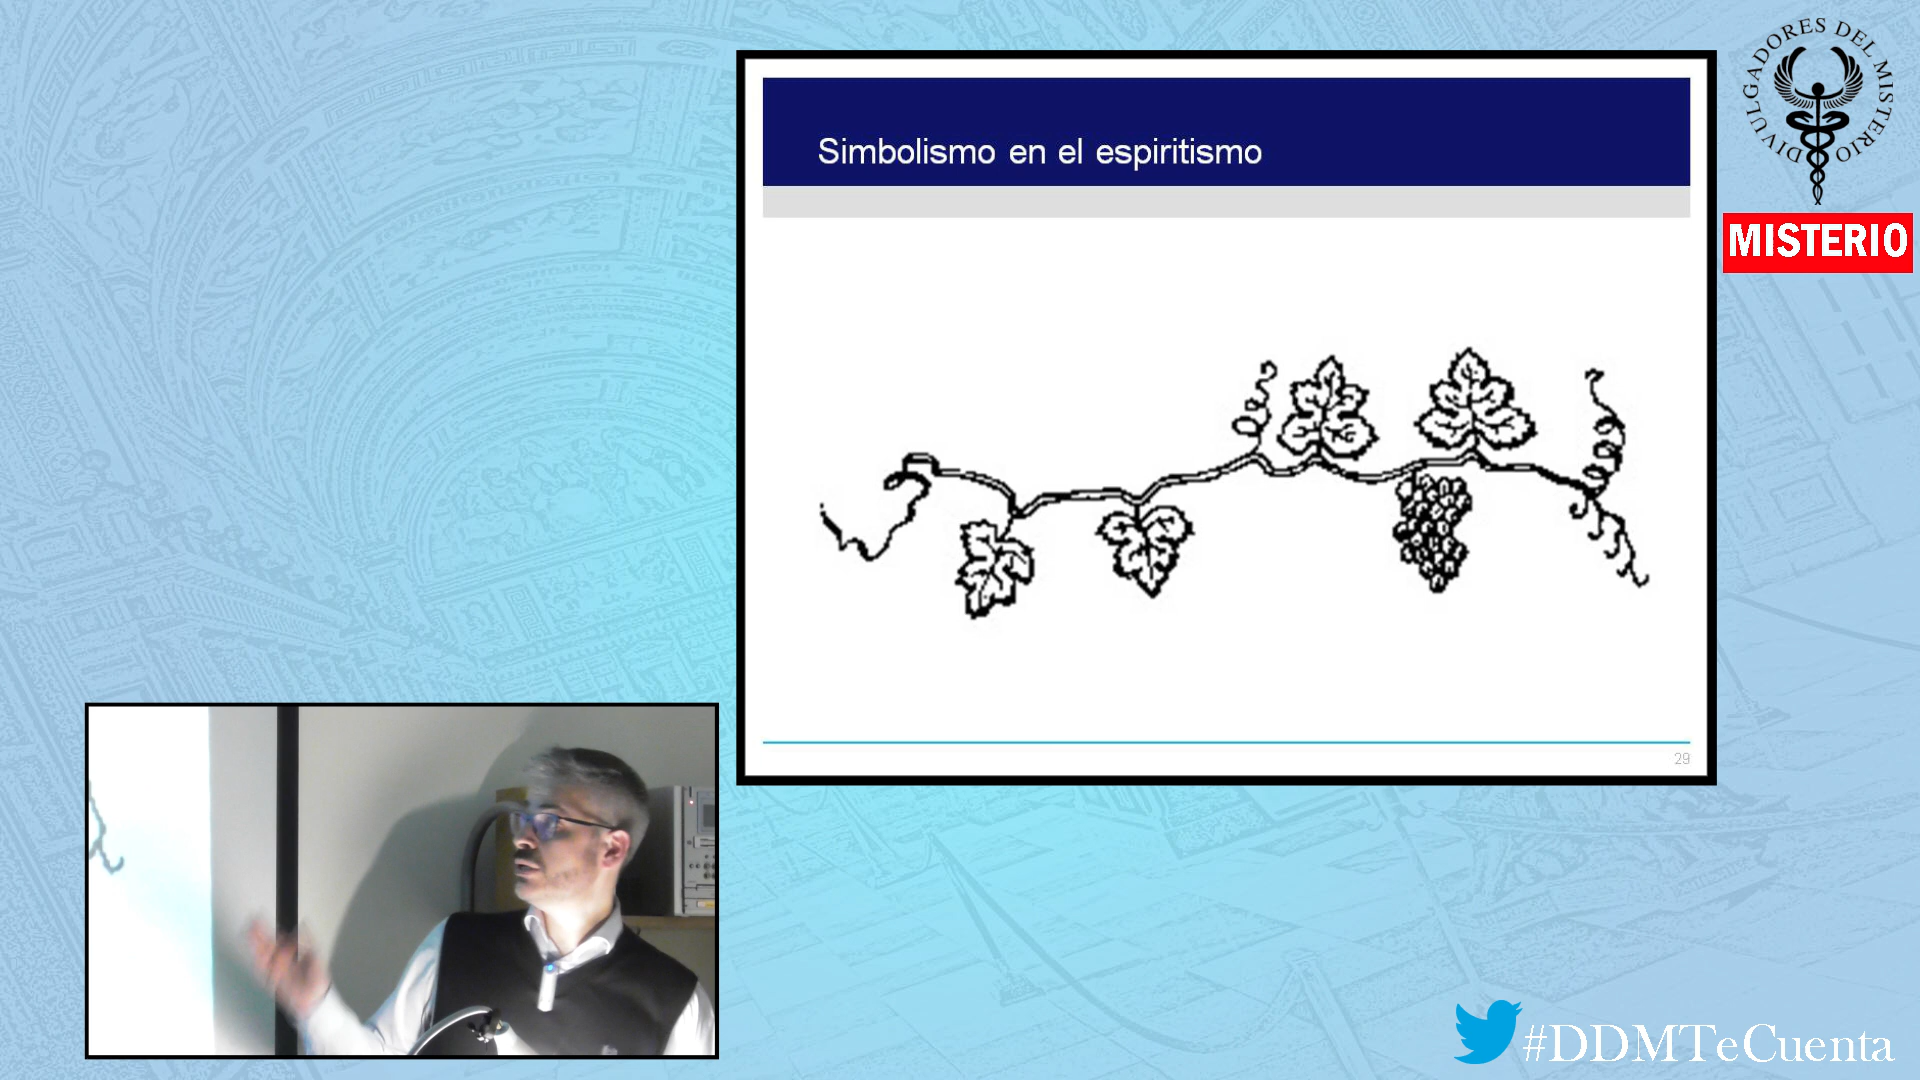 Simbolismo en el espiritismo
29
DIVULGADORES DEL MISTERIO
MISTERIO
#DDMTeCuenta